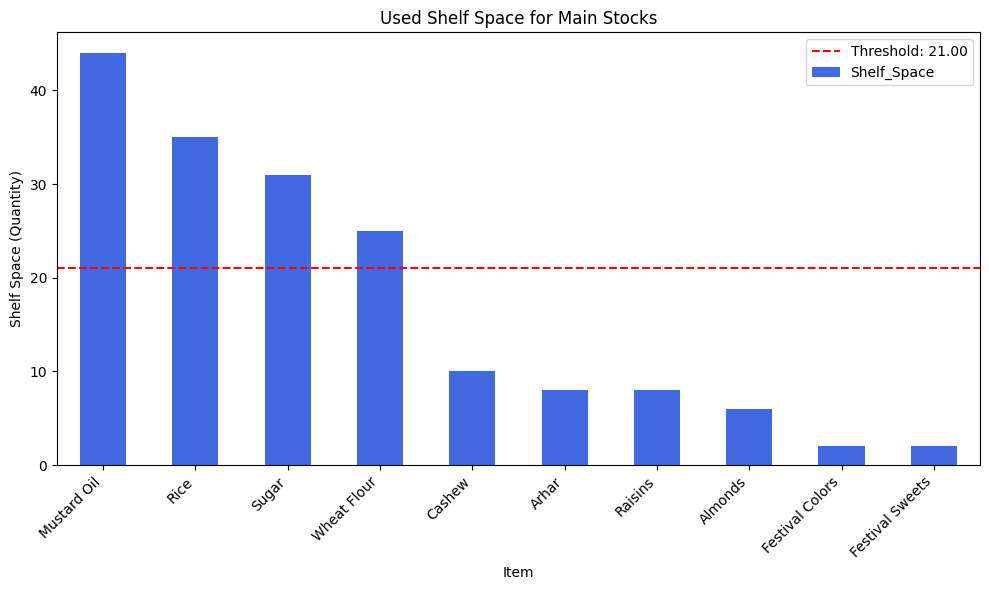 Used Shelf Space for Main Stocks
Threshold: 21.00
Shelf_Space
Shelf Space (Quantity)
40
30
20
10
0
Mustard Oil
Rice
Sugar
Wheat Flour
Cashew
Arhar
Raisins
Almonds
Festival Colors
Festival Sweets
Item